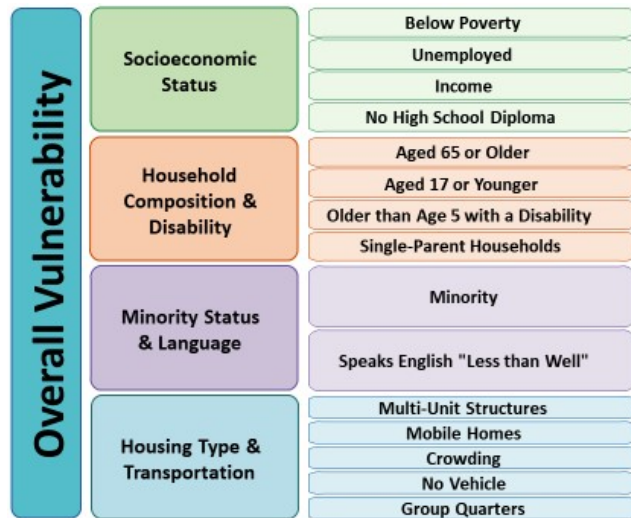 Overall Vulnerability
Socioeconomic
Status
Below Poverty
Unemployed
Income
No High School Diploma
Household
Composition &
Disability
Aged 65 or Older
Aged 17 or Younger
Older than Age 5 with a Disability
Single-Parent Households
Minority Status
& Language
Minority
Speaks English "Less than Well"
Housing Type &
Transportation
Multi-Unit Structures
Mobile Homes
Crowding
No Vehicle
Group Quarters